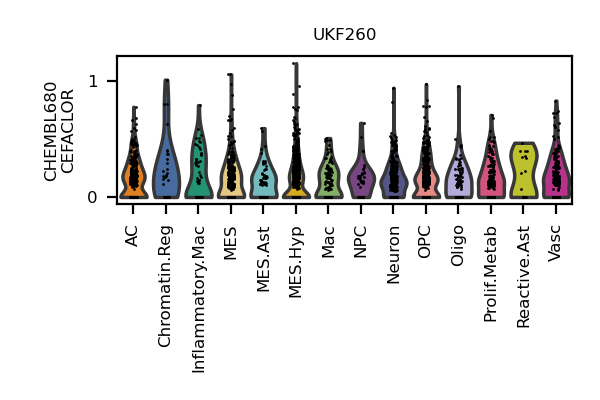 UKF260
CHEMBL680
CEFACLOR
1
0
AC
Chromatin.Reg
Inflammatory.Mac
MES
MES.Ast
MES.Hyp
Mac
NPC
Neuron
OPC
Oligo
Prolif.Metab
Reactive.Ast
Vasc